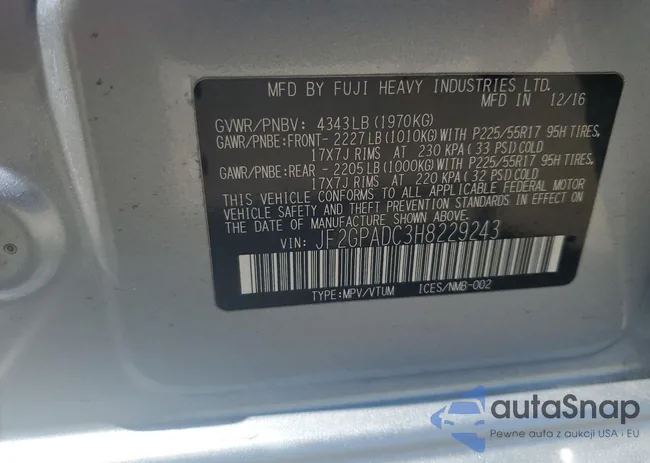 MFD BY FUJI HEAVY INDUSTRIES LTD.
MFD IN 12/16
GVWR/PNBV: 4343LB (1970KG)
GAWR/PNBE:FRONT-2227LB (1010KG) WITH P225/55R17 95H TIRES,
17X7J RIMS AT 230 KPA (33 PSI) COLD
GAWR/PNBE:REAR - 2205LB (1000KG) WITH P225/55R17 95H TIRES,
17X7J RIMS AT 220 KPA (32 PSI) COLD
THIS VEHICLE CONFORMS TO ALL APPLICABLE FEDERAL MOTOR
VEHICLE SAFETY AND THEFT PREVENTION STANDARDS IN EFFECT ON
THE DATE OF MANUFACTURE SHOWN ABOVE.
VIN: JF2GPADC3H8229243
TYPE:MPV/VTUM ICES/NMB-002
autaSnap
Pewne auta z aukcji USA i EU